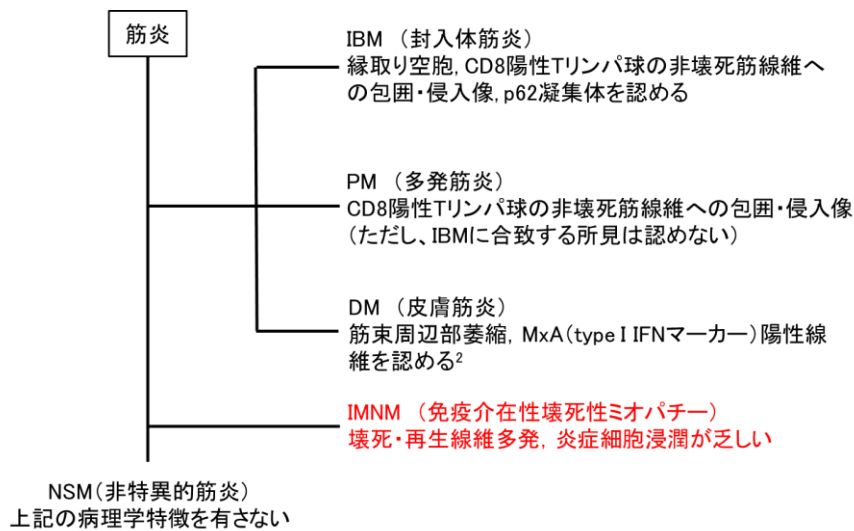 筋炎
IBM （封入体筋炎）
縁取り空胞, CD8陽性Tリンパ球の非壊死筋線維へ
の包囲・侵入像, p62凝集体を認める
PM （多発筋炎）
CD8陽性Tリンパ球の非壊死筋線維への包囲・侵入像
（ただし、IBMに合致する所見は認めない）
DM （皮膚筋炎）
筋束周辺部萎縮, MxA（type I IFNマーカー）陽性線
維を認める²
IMNM （免疫介在性壊死性ミオパチー）
壊死・再生線維多発, 炎症細胞浸潤が乏しい
NSM（非特異的筋炎）
上記の病理学特徴を有さない